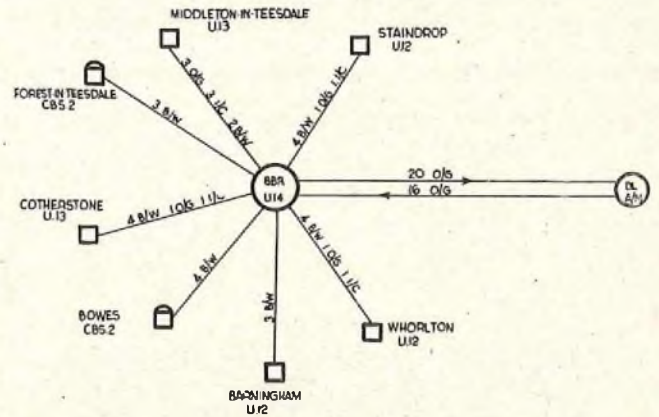 MIDDLETON-IN-TEESDALE
U.13
STAINDROP
U.12
FOREST-IN-TEESDALE
CBS.2
3 O/G 3 I/C 2 B/W
4 B/W 1 O/G 1 I/C
3 B/W
BBR
U.14
20 O/G
16 O/G
DL
A/M
COTHERSTONE
U.13
4 B/W 1 O/G 1 I/C
4 B/W
4 B/W 1 O/G 1 I/C
3 B/W
BOWES
CBS.2
WHORLTON
U.12
BARNINGHAM
U.12